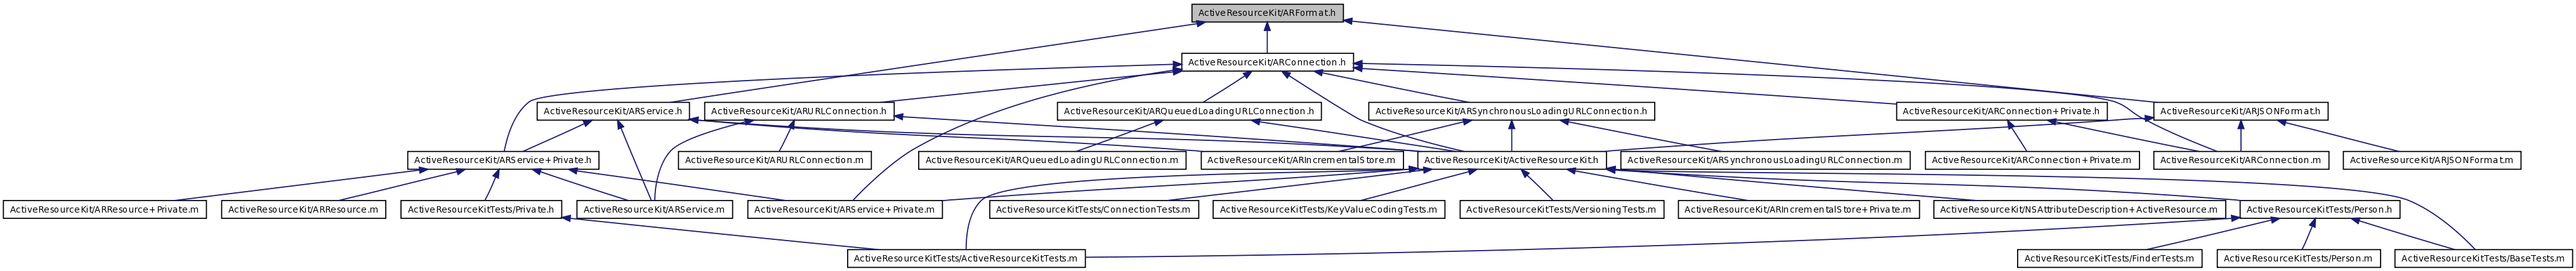 ActiveResourceKit/ARFormat.h
ActiveResourceKit/ARConnection.h
ActiveResourceKit/ARService.h
ActiveResourceKit/ARURLConnection.h
ActiveResourceKit/ARQueuedLoadingURLConnection.h
ActiveResourceKit/ARSynchronousLoadingURLConnection.h
ActiveResourceKit/ARConnection+Private.h
ActiveResourceKit/ARJSONFormat.h
ActiveResourceKit/ARService+Private.h
ActiveResourceKit/ARURLConnection.m
ActiveResourceKit/ARQueuedLoadingURLConnection.m
ActiveResourceKit/ARIncrementalStore.m
ActiveResourceKit/ActiveResourceKit.h
ActiveResourceKit/ARSynchronousLoadingURLConnection.m
ActiveResourceKit/ARConnection+Private.m
ActiveResourceKit/ARConnection.m
ActiveResourceKit/ARJSONFormat.m
ActiveResourceKit/ARResource+Private.m
ActiveResourceKit/ARResource.m
ActiveResourceKitTests/Private.h
ActiveResourceKit/ARService.m
ActiveResourceKit/ARService+Private.m
ActiveResourceKitTests/ConnectionTests.m
ActiveResourceKitTests/KeyValueCodingTests.m
ActiveResourceKitTests/VersioningTests.m
ActiveResourceKit/ARIncrementalStore+Private.m
ActiveResourceKit/NSAttributeDescription+ActiveResource.m
ActiveResourceKitTests/Person.h
ActiveResourceKitTests/ActiveResourceKitTests.m
ActiveResourceKitTests/FinderTests.m
ActiveResourceKitTests/Person.m
ActiveResourceKitTests/BaseTests.m